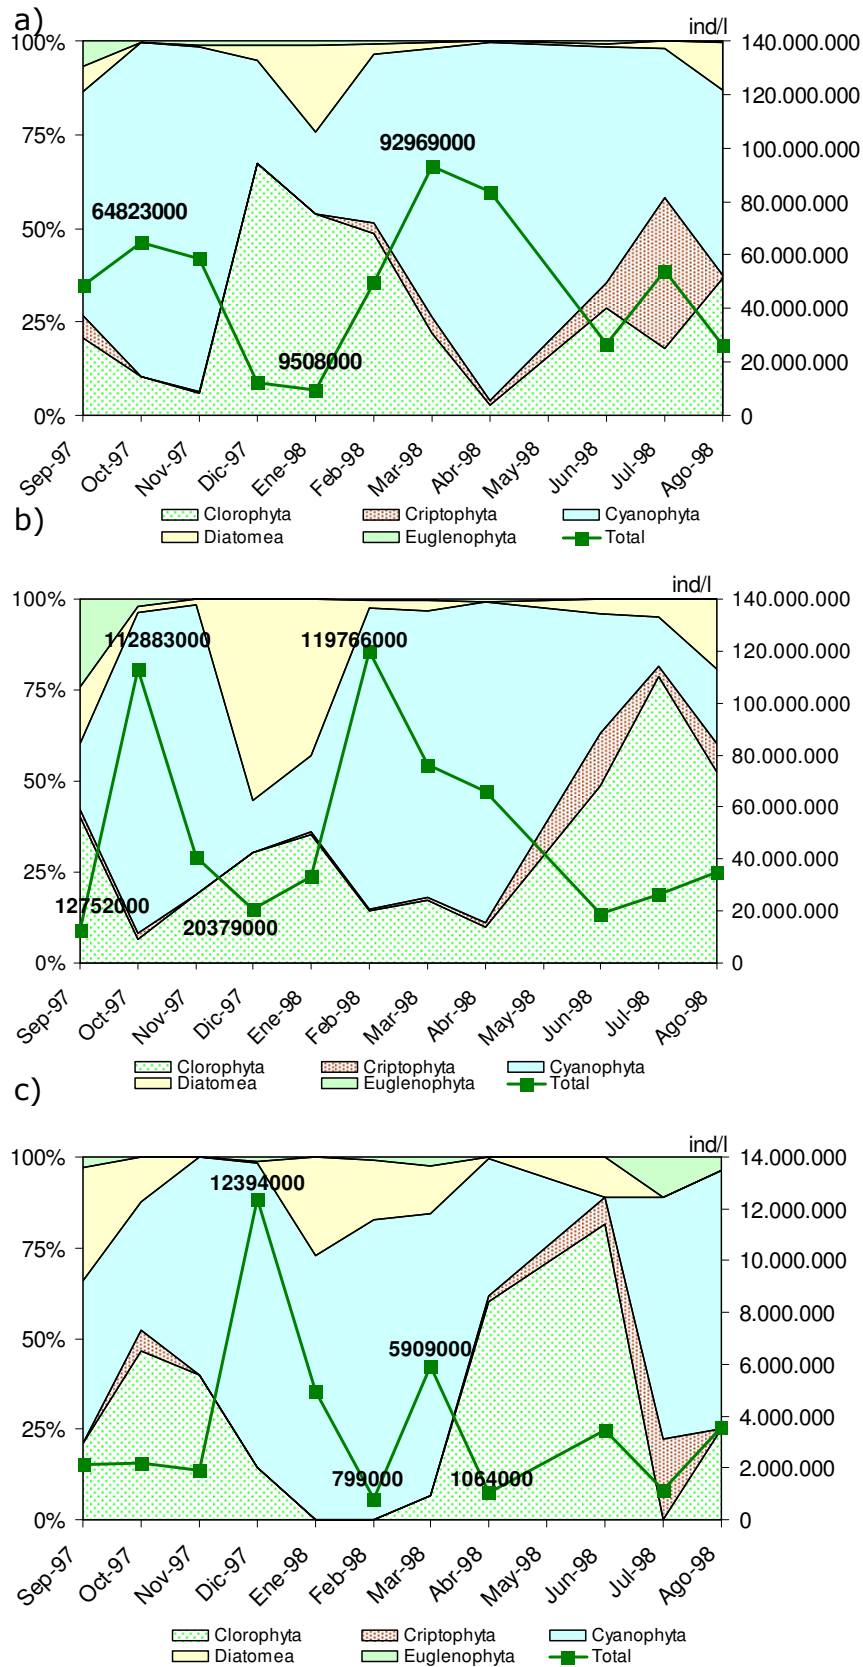 a)
ind/l
100%
75%
50%
25%
0%
140.000.000
120.000.000
100.000.000
80.000.000
60.000.000
40.000.000
20.000.000
0
64823000
9508000
92969000
Sep-97
Oct-97
Nov-97
Dic-97
Ene-98
Feb-98
Mar-98
Abr-98
May-98
Jun-98
Jul-98
Ago-98
Clorophyta Criptophyta Cyanophyta
Diatomea Euglenophyta Total
b)
ind/l
100%
75%
50%
25%
0%
140.000.000
120.000.000
100.000.000
80.000.000
60.000.000
40.000.000
20.000.000
0
112883000
119766000
12752000
20379000
Sep-97
Oct-97
Nov-97
Dic-97
Ene-98
Feb-98
Mar-98
Abr-98
May-98
Jun-98
Jul-98
Ago-98
Clorophyta Criptophyta Cyanophyta
Diatomea Euglenophyta Total
c)
ind/l
100%
75%
50%
25%
0%
14.000.000
12.000.000
10.000.000
8.000.000
6.000.000
4.000.000
2.000.000
0
12394000
5909000
799000
1064000
Sep-97
Oct-97
Nov-97
Dic-97
Ene-98
Feb-98
Mar-98
Abr-98
May-98
Jun-98
Jul-98
Ago-98
Clorophyta Criptophyta Cyanophyta
Diatomea Euglenophyta Total